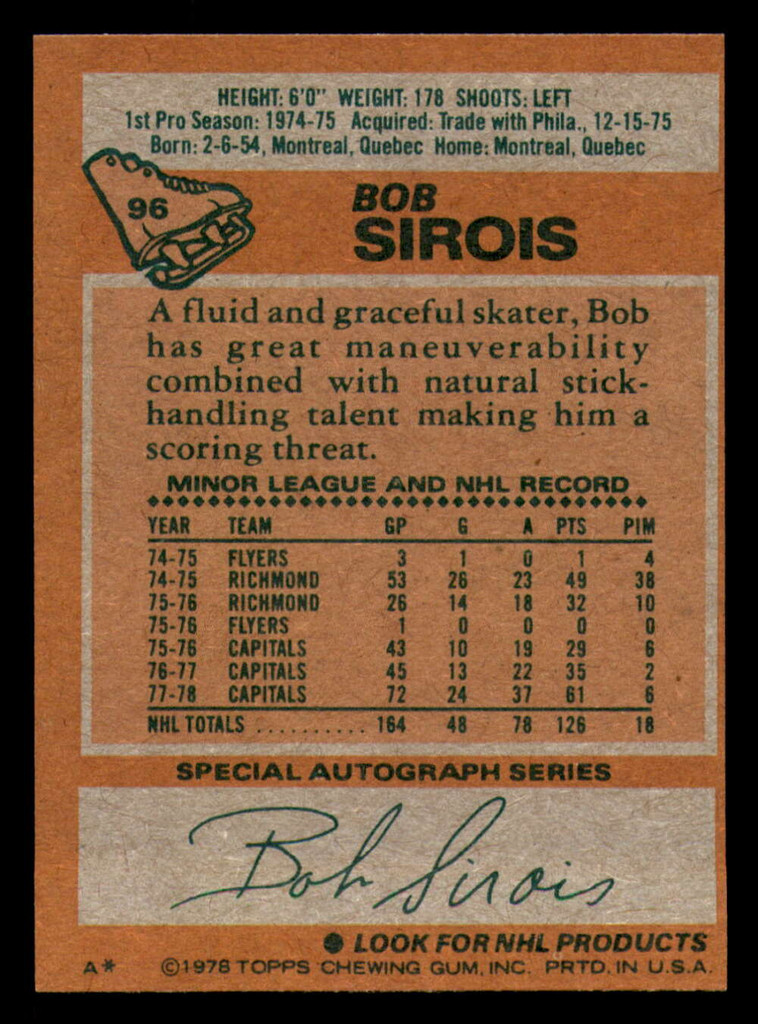 HEIGHT: 6'0" WEIGHT: 178 SHOOTS: LEFT
1st Pro Season: 1974-75 Acquired: Trade with Phila., 12-15-75
Born: 2-6-54, Montreal, Quebec Home: Montreal, Quebec
96
BOB
SIROIS
A fluid and graceful skater, Bob
has great maneuverability
combined with natural stick-
handling talent making him a
scoring threat.
MINOR LEAGUE AND NHL RECORD
YEAR TEAM GP G A PTS PIM
74-75 FLYERS 3 1 0 1 4
74-75 RICHMOND 53 26 23 49 38
75-76 RICHMOND 26 14 18 32 10
75-76 FLYERS 1 0 0 0 0
75-76 CAPITALS 43 10 19 29 6
76-77 CAPITALS 45 13 22 35 2
77-78 CAPITALS 72 24 37 61 6
NHL TOTALS .......... 164 48 78 126 18
SPECIAL AUTOGRAPH SERIES
Bob Sirois
● LOOK FOR NHL PRODUCTS
A* ©1978 TOPPS CHEWING GUM, INC. PRTD. IN U.S.A.